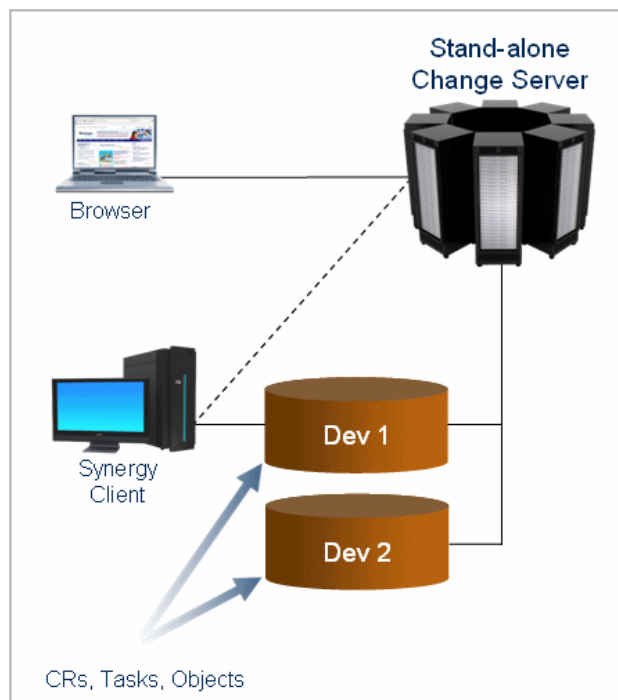 Stand-alone
Change Server
Browser
Synergy
Client
Dev 1
Dev 2
CRs, Tasks, Objects